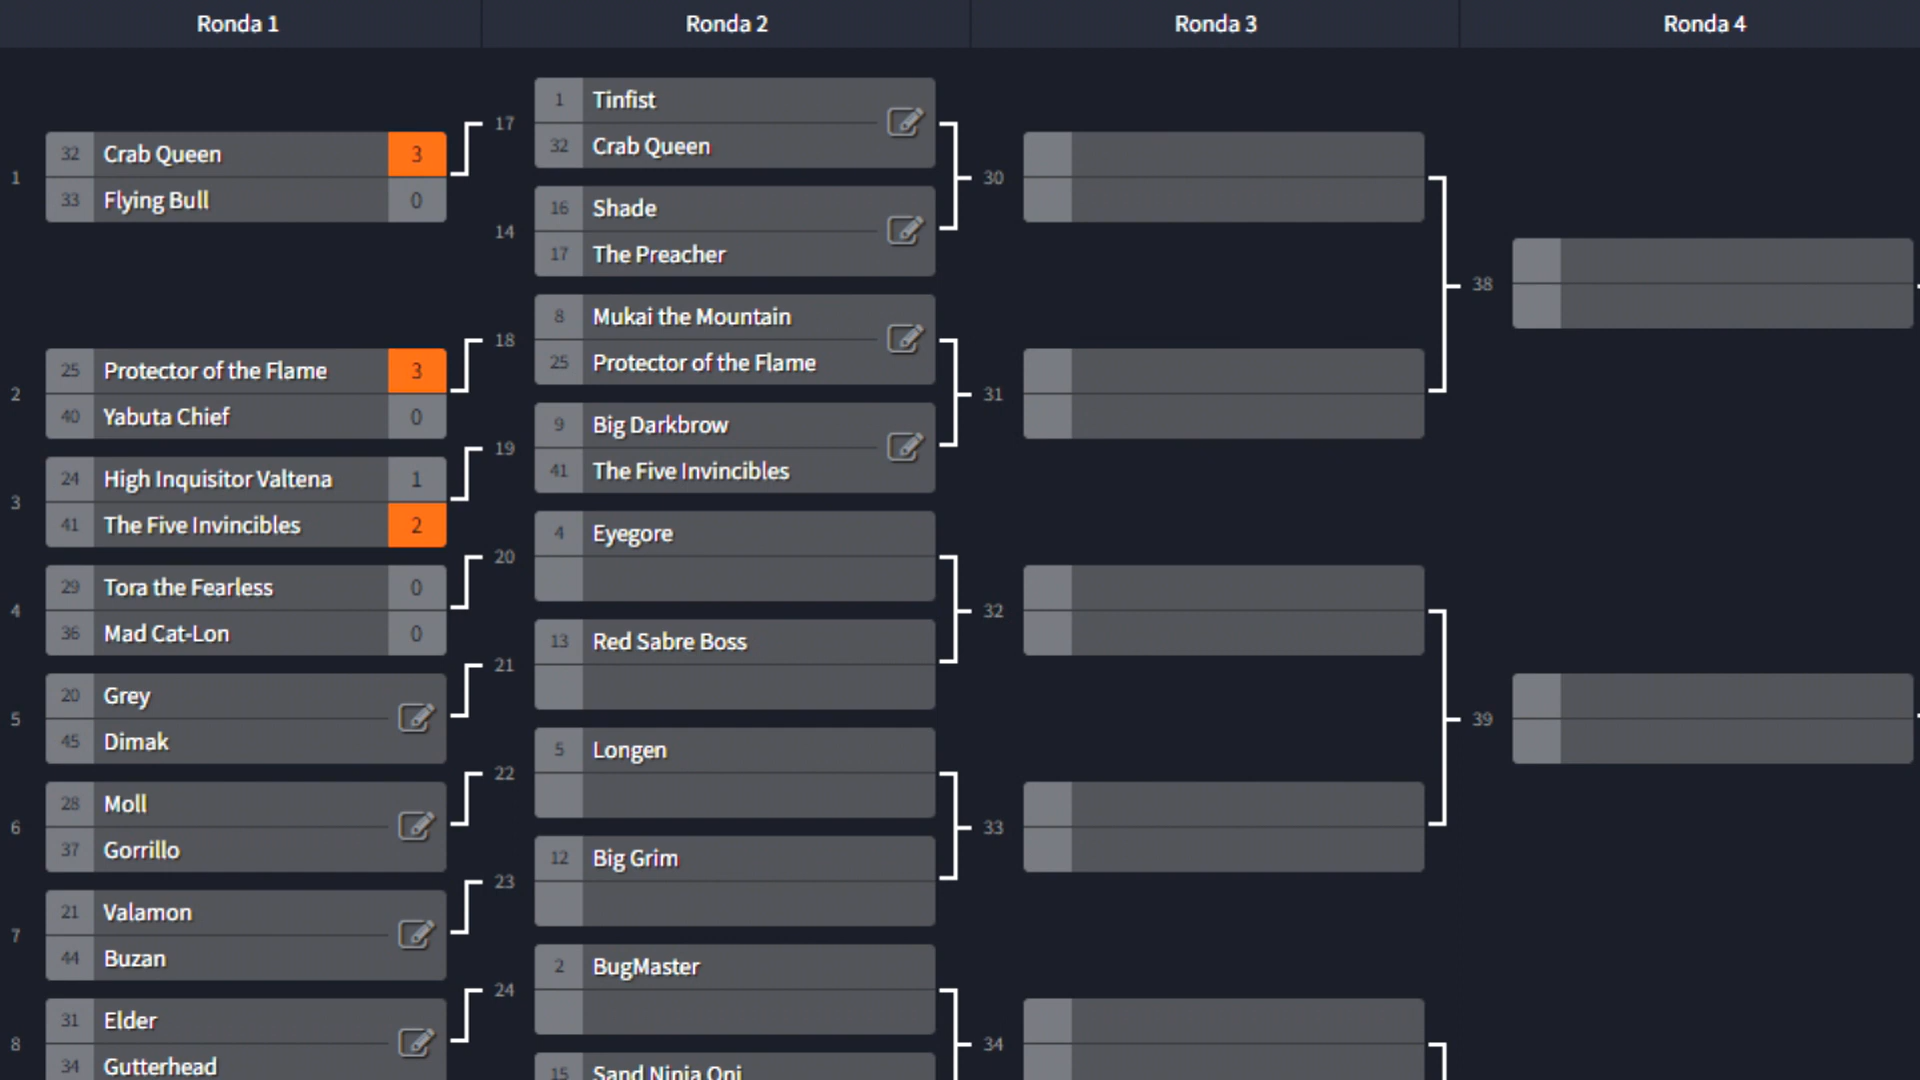 Ronda 1
Ronda 2
Ronda 3
Ronda 4
1
32 Crab Queen 3
33 Flying Bull 0
2
25 Protector of the Flame 3
40 Yabuta Chief 0
3
24 High Inquisitor Valtena 1
41 The Five Invincibles 2
4
29 Tora the Fearless 0
36 Mad Cat-Lon 0
5
20 Grey
45 Dimak
6
28 Moll
37 Gorrillo
7
21 Valamon
44 Buzan
8
31 Elder
34 Gutterhead
17
1 Tinfist
32 Crab Queen
14
16 Shade
17 The Preacher
18
8 Mukai the Mountain
25 Protector of the Flame
19
9 Big Darkbrow
41 The Five Invincibles
20
4 Eyegore
21
13 Red Sabre Boss
22
5 Longen
23
12 Big Grim
24
2 BugMaster
15 Sand Ninja Oni
30
31
32
33
34
38
39